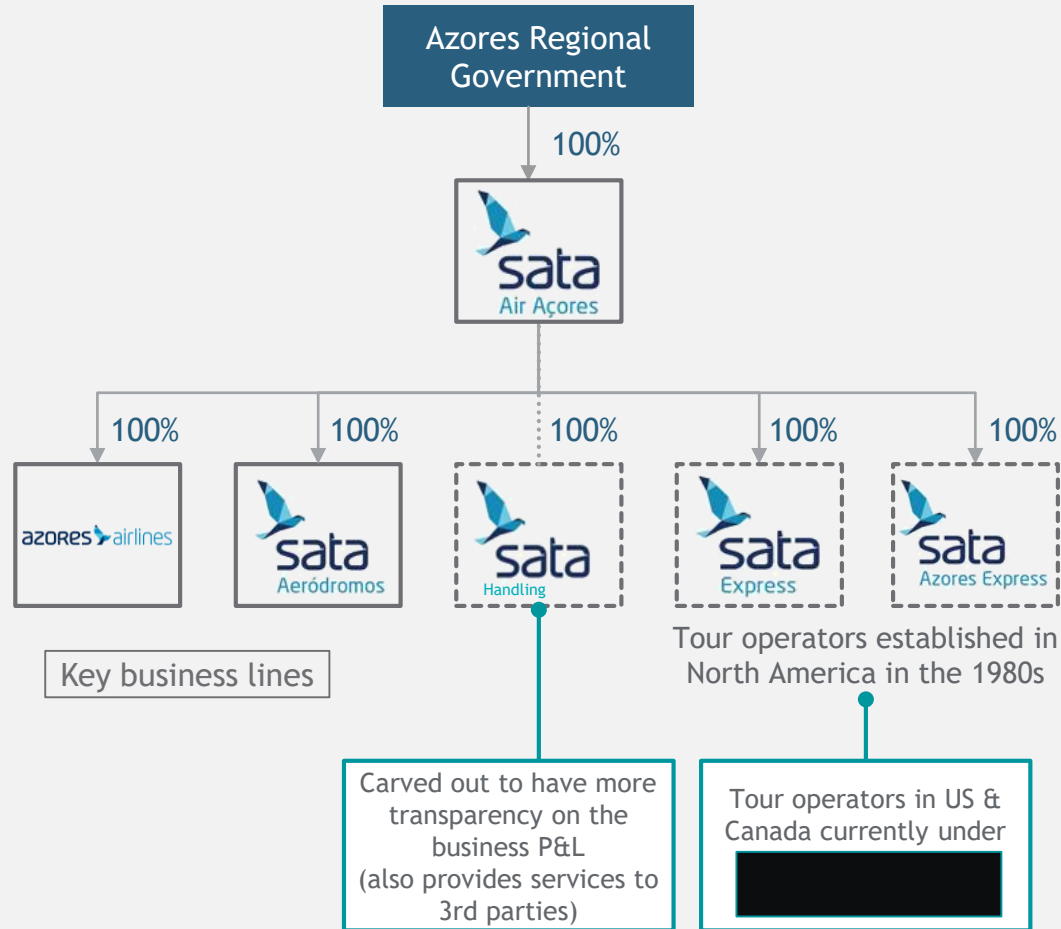 Azores Regional
Government
100%
sata
Air Açores
100%
100%
100%
100%
100%
azores airlines
sata
Aeródromos
sata
Handling
sata
Express
sata
Azores Express
Key business lines
Tour operators established in
North America in the 1980s
Carved out to have more
transparency on the
business P&L
(also provides services to
3rd parties)
Tour operators in US &
Canada currently under